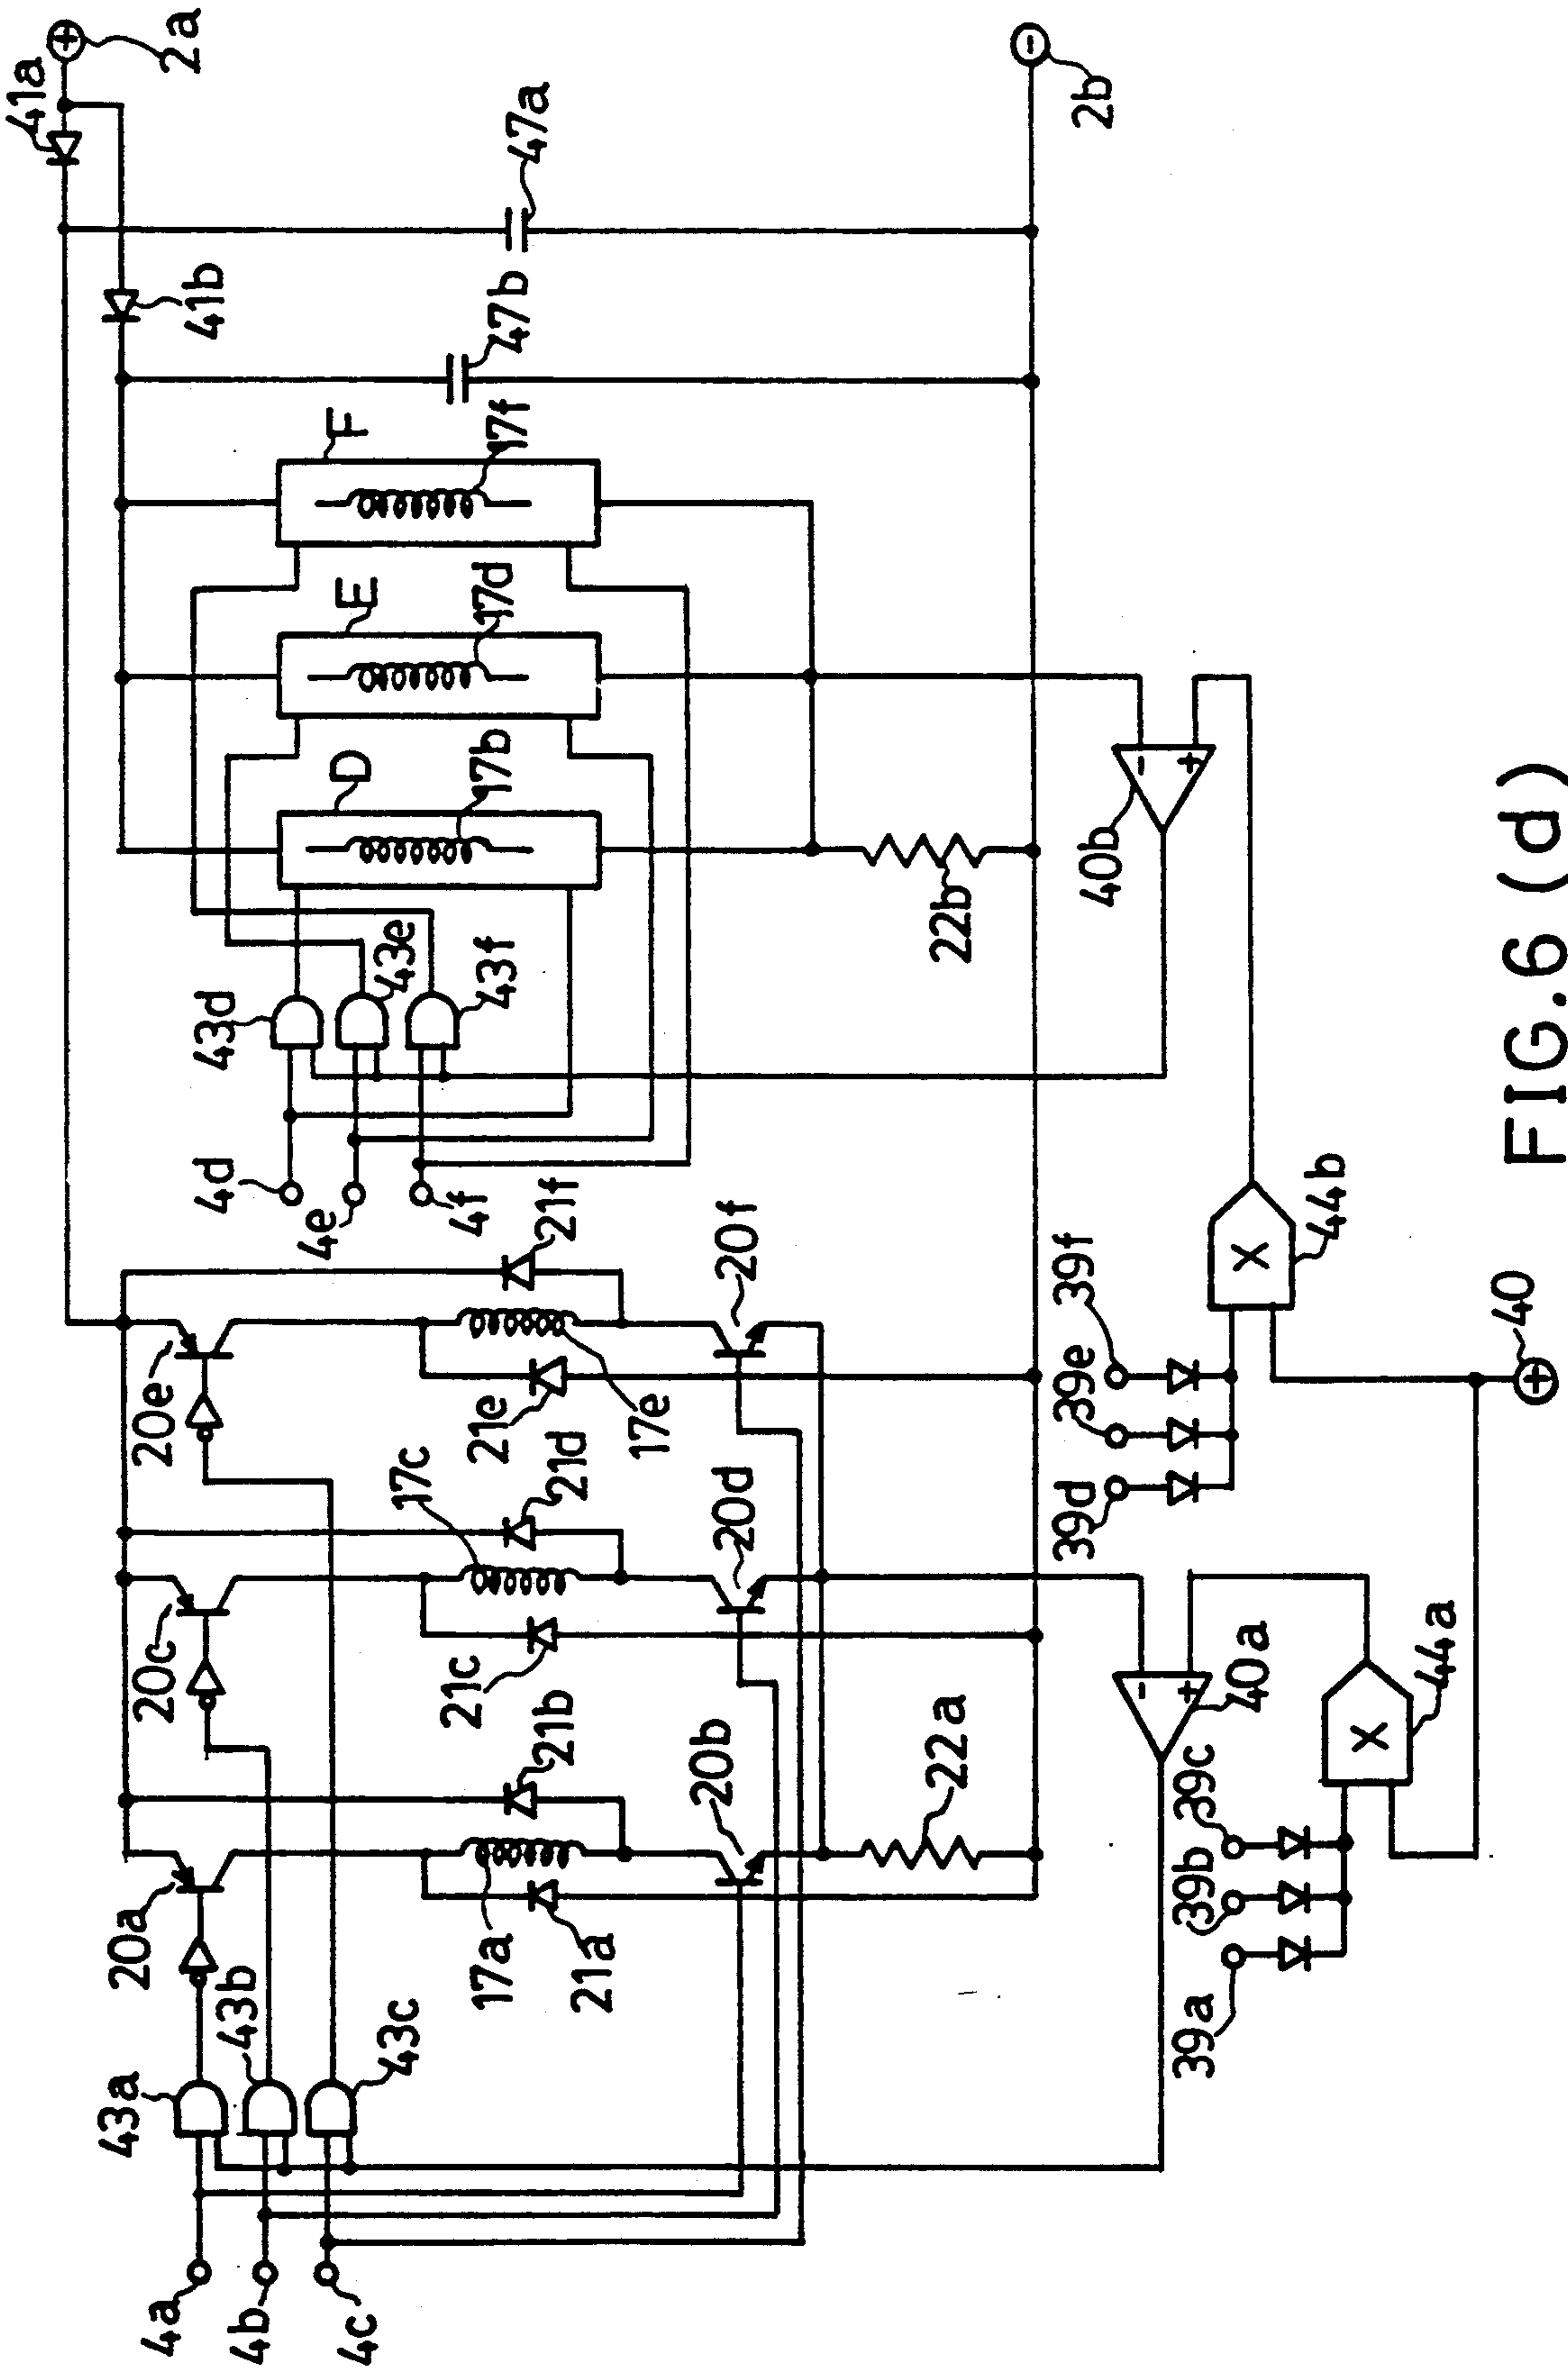 41a
+
2a
41b
47a
47b
F
17f
E
17d
D
17b
43d
43e
43f
4d
4e
4f
22b
-
2b
20e
21f
17e
21e
20f
20c
17c
21d
21c
20d
20a
21b
17a
21a
20b
22a
43a
43b
43c
4a
4b
4c
-
+
40b
-
+
40a
39d
39e
39f
X
44b
39a
39b
39c
X
44a
+
40
FIG.6 (d)